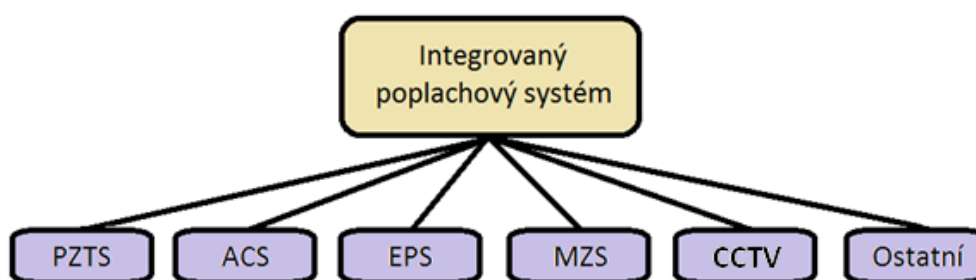 Integrovaný
poplachový systém
PZTS
ACS
EPS
MZS
CCTV
Ostatní